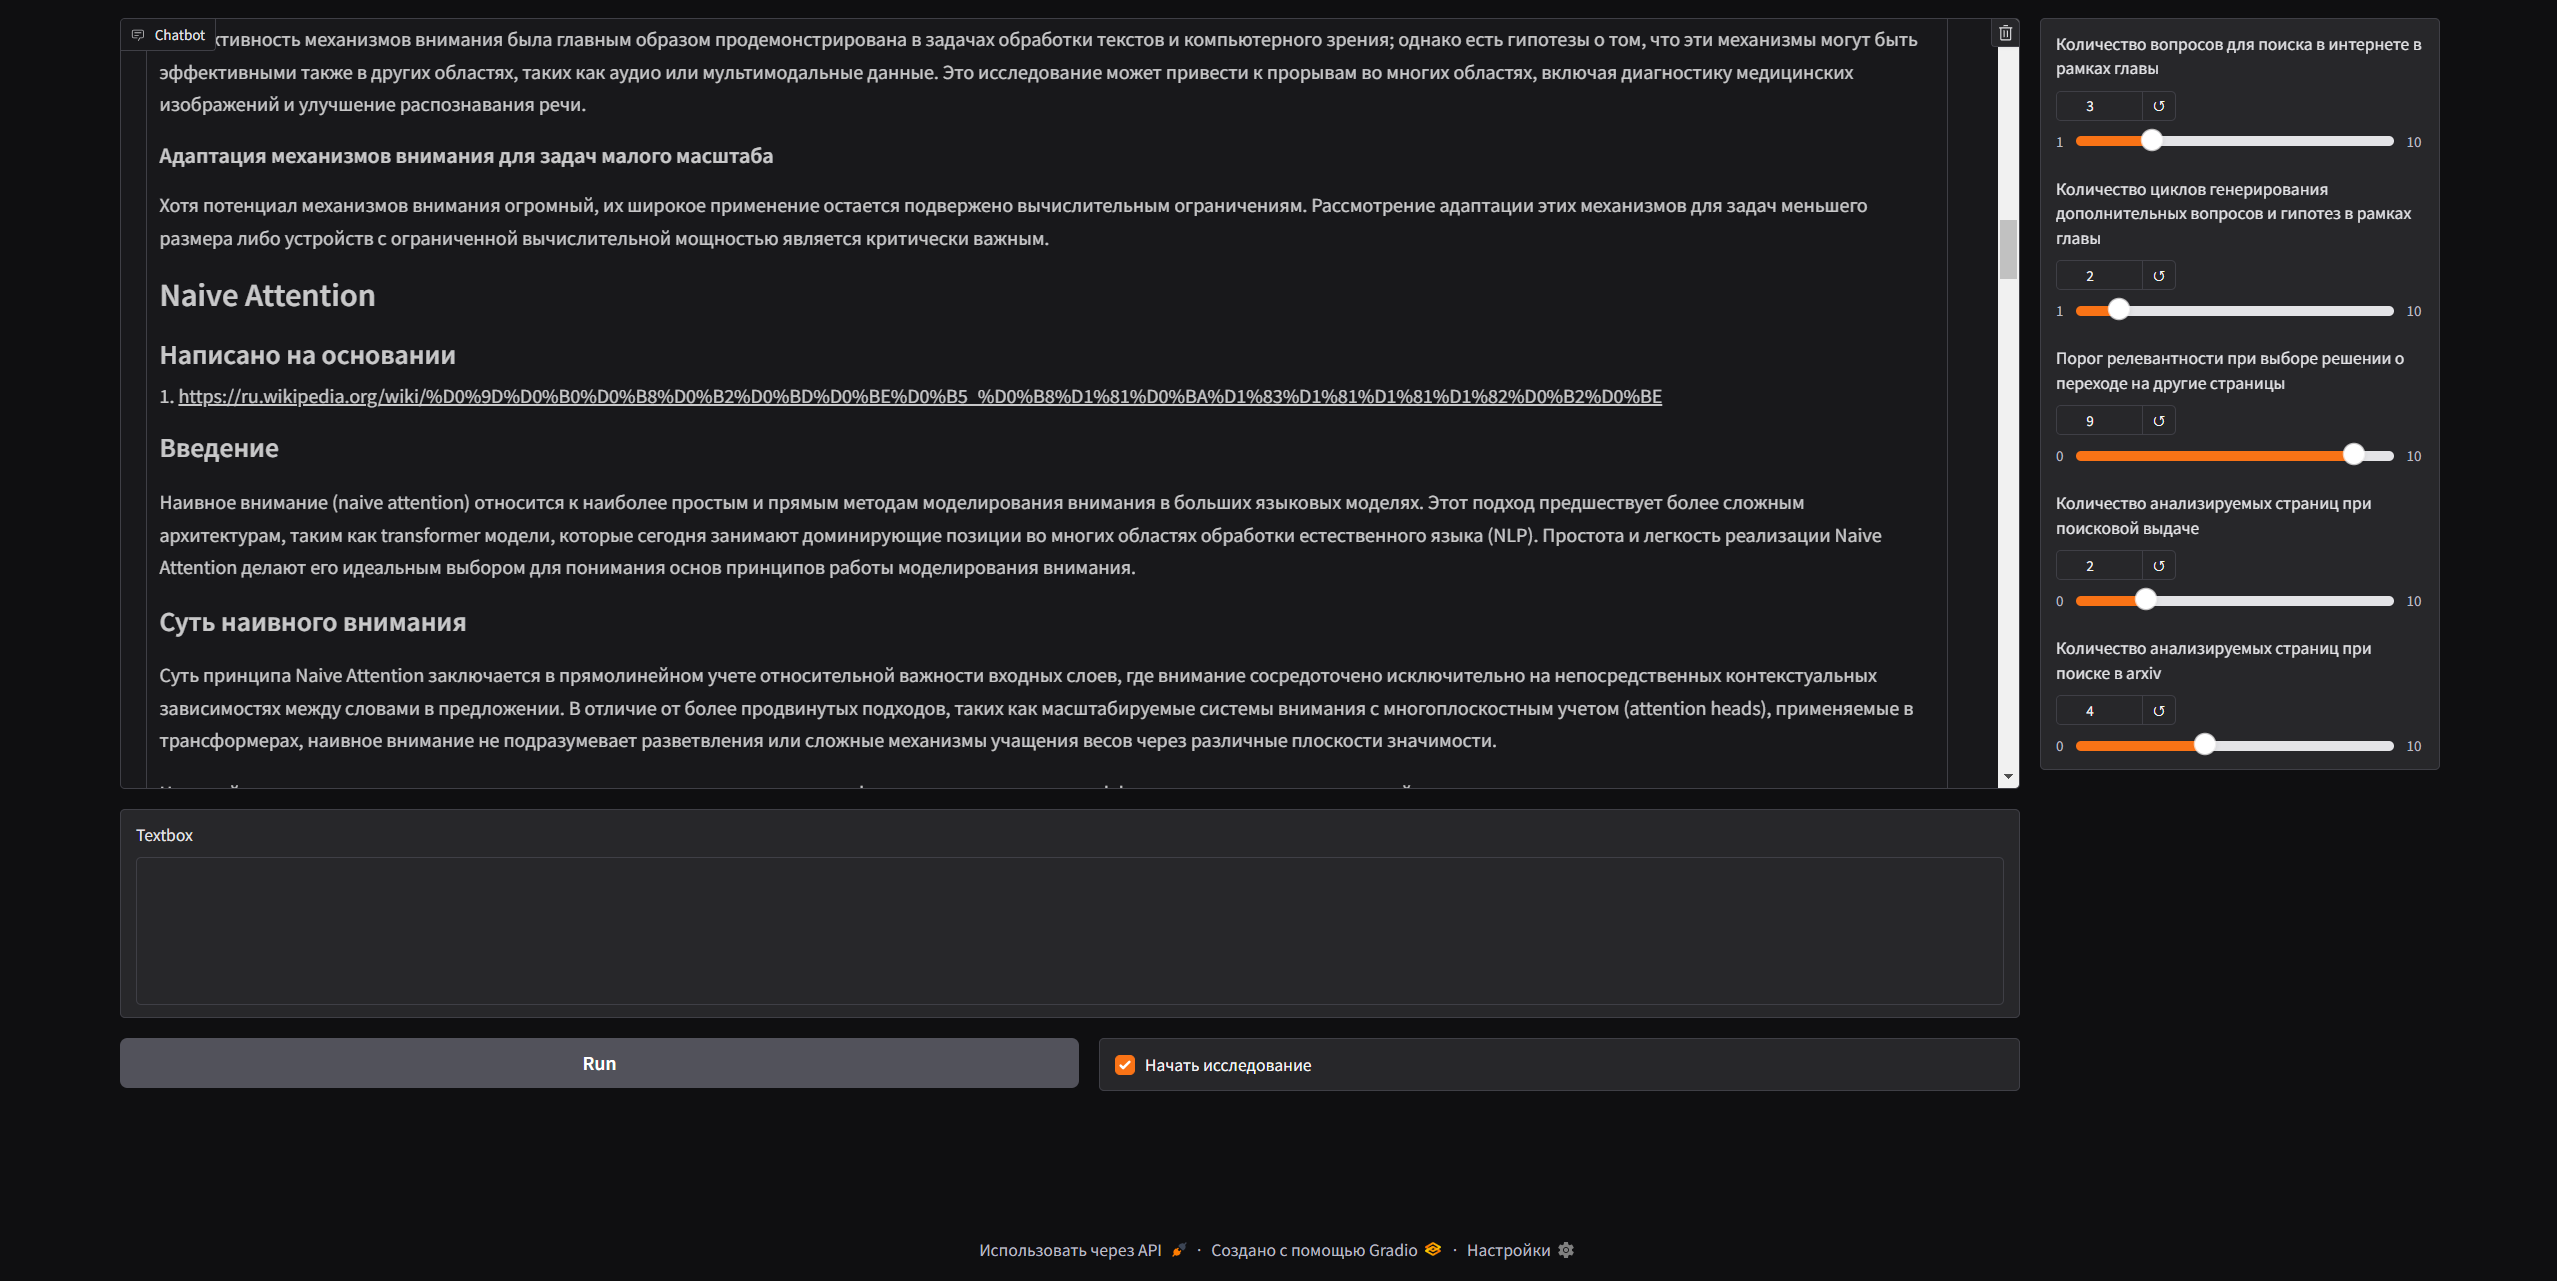 Chatbot
ктивность механизмов внимания была главным образом продемонстрирована в задачах обработки текстов и компьютерного зрения; однако есть гипотезы о том, что эти механизмы могут быть
эффективными также в других областях, таких как аудио или мультимодальные данные. Это исследование может привести к прорывам во многих областях, включая диагностику медицинских
изображений и улучшение распознавания речи.
Адаптация механизмов внимания для задач малого масштаба
Хотя потенциал механизмов внимания огромный, их широкое применение остается подвержено вычислительным ограничениям. Рассмотрение адаптации этих механизмов для задач меньшего
размера либо устройств с ограниченной вычислительной мощностью является критически важным.
Naive Attention
Написано на основании
1. https://ru.wikipedia.org/wiki/%D0%9D%D0%B0%D0%B8%D0%B2%D0%BD%D0%BE%D0%B5_%D0%B8%D1%81%D0%BA%D1%83%D1%81%D1%81%D1%82%D0%B2%D0%BE
Введение
Наивное внимание (naive attention) относится к наиболее простым и прямым методам моделирования внимания в больших языковых моделях. Этот подход предшествует более сложным
архитектурам, таким как transformer модели, которые сегодня занимают доминирующие позиции во многих областях обработки естественного языка (NLP). Простота и легкость реализации Naive
Attention делают его идеальным выбором для понимания основ принципов работы моделирования внимания.
Суть наивного внимания
Суть принципа Naive Attention заключается в прямолинейном учете относительной важности входных слоев, где внимание сосредоточено исключительно на непосредственных контекстуальных
зависимостях между словами в предложении. В отличие от более продвинутых подходов, таких как масштабируемые системы внимания с многоплоскостным учетом (attention heads), применяемые в
трансформерах, наивное внимание не подразумевает разветвления или сложные механизмы учащения весов через различные плоскости значимости.
Textbox
Run
Начать исследование
Количество вопросов для поиска в интернете в
рамках главы
3
1 10
Количество циклов генерирования
дополнительных вопросов и гипотез в рамках
главы
2
1 10
Порог релевантности при выборе решении о
переходе на другие страницы
9
0 10
Количество анализируемых страниц при
поисковой выдаче
2
0 10
Количество анализируемых страниц при
поиске в arxiv
4
0 10
Использовать через API · Создано с помощью Gradio · Настройки